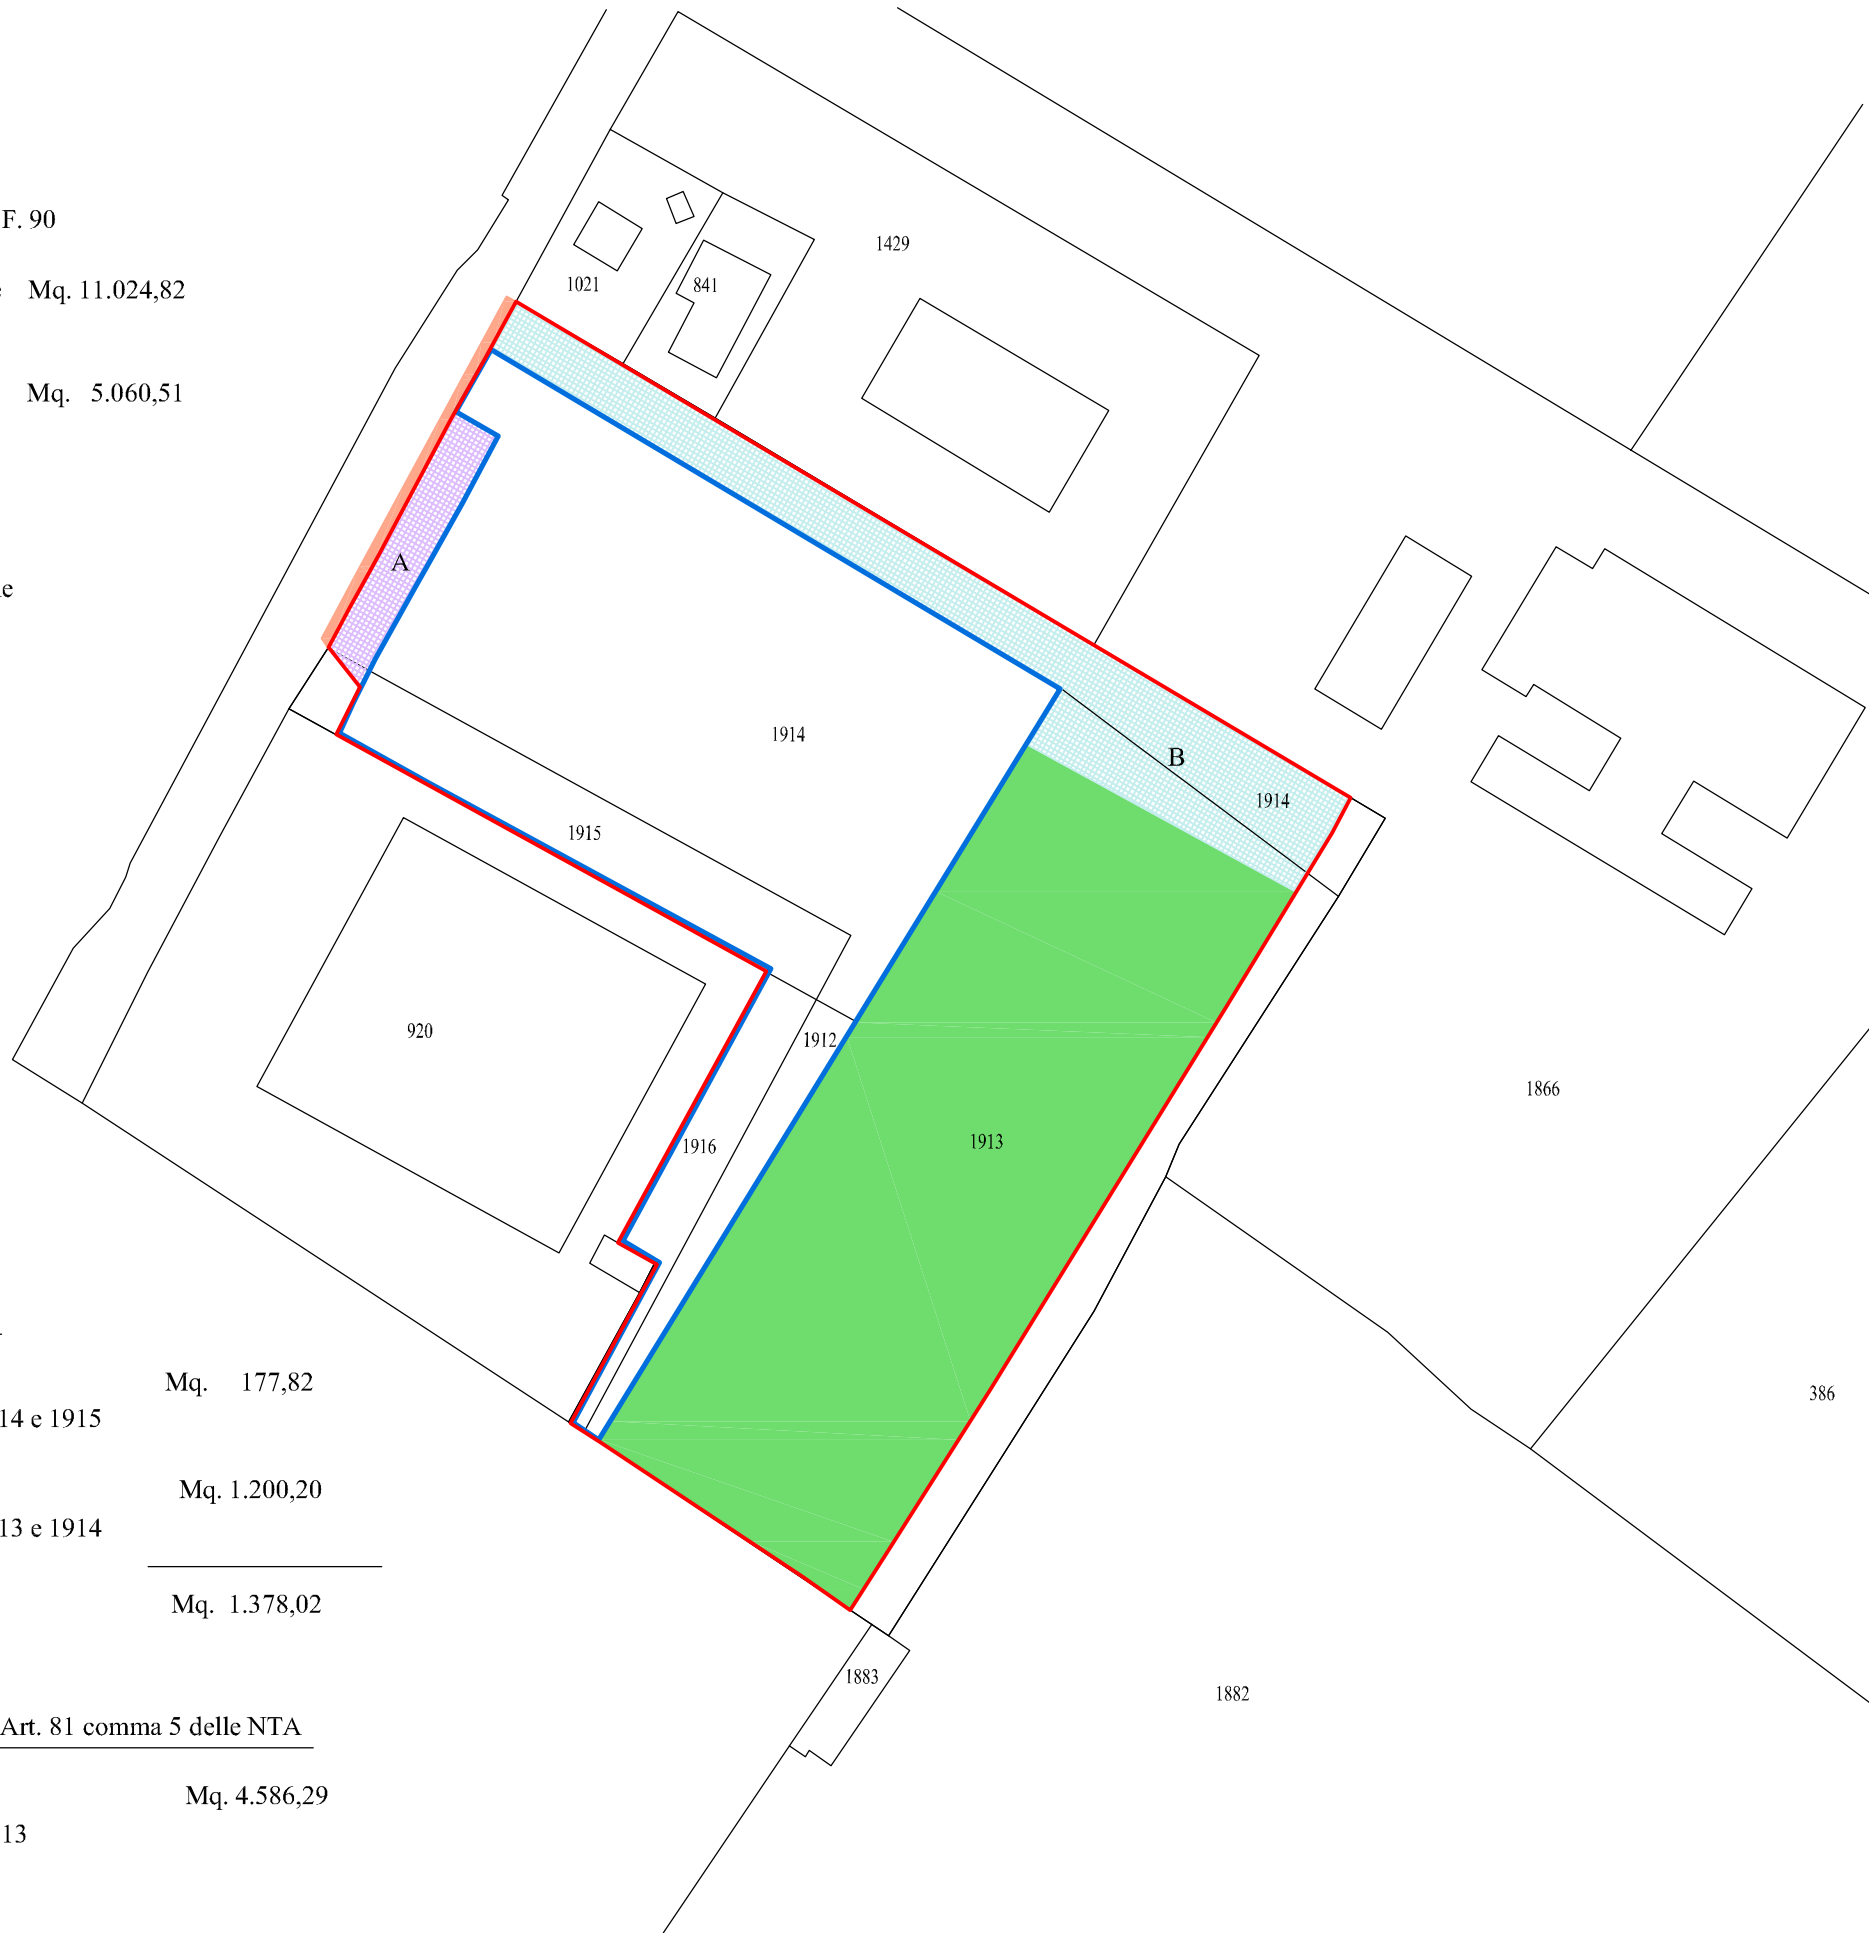 F. 90
Mq. 11.024,82
Mq. 5.060,51
Mq. 177,82
14 e 1915
Mq. 1.200,20
13 e 1914
Mq. 1.378,02
Art. 81 comma 5 delle NTA
Mq. 4.586,29
13
1429
1021
841
A
1914
B
1914
1915
920
1912
1916
1913
1866
386
1883
1882